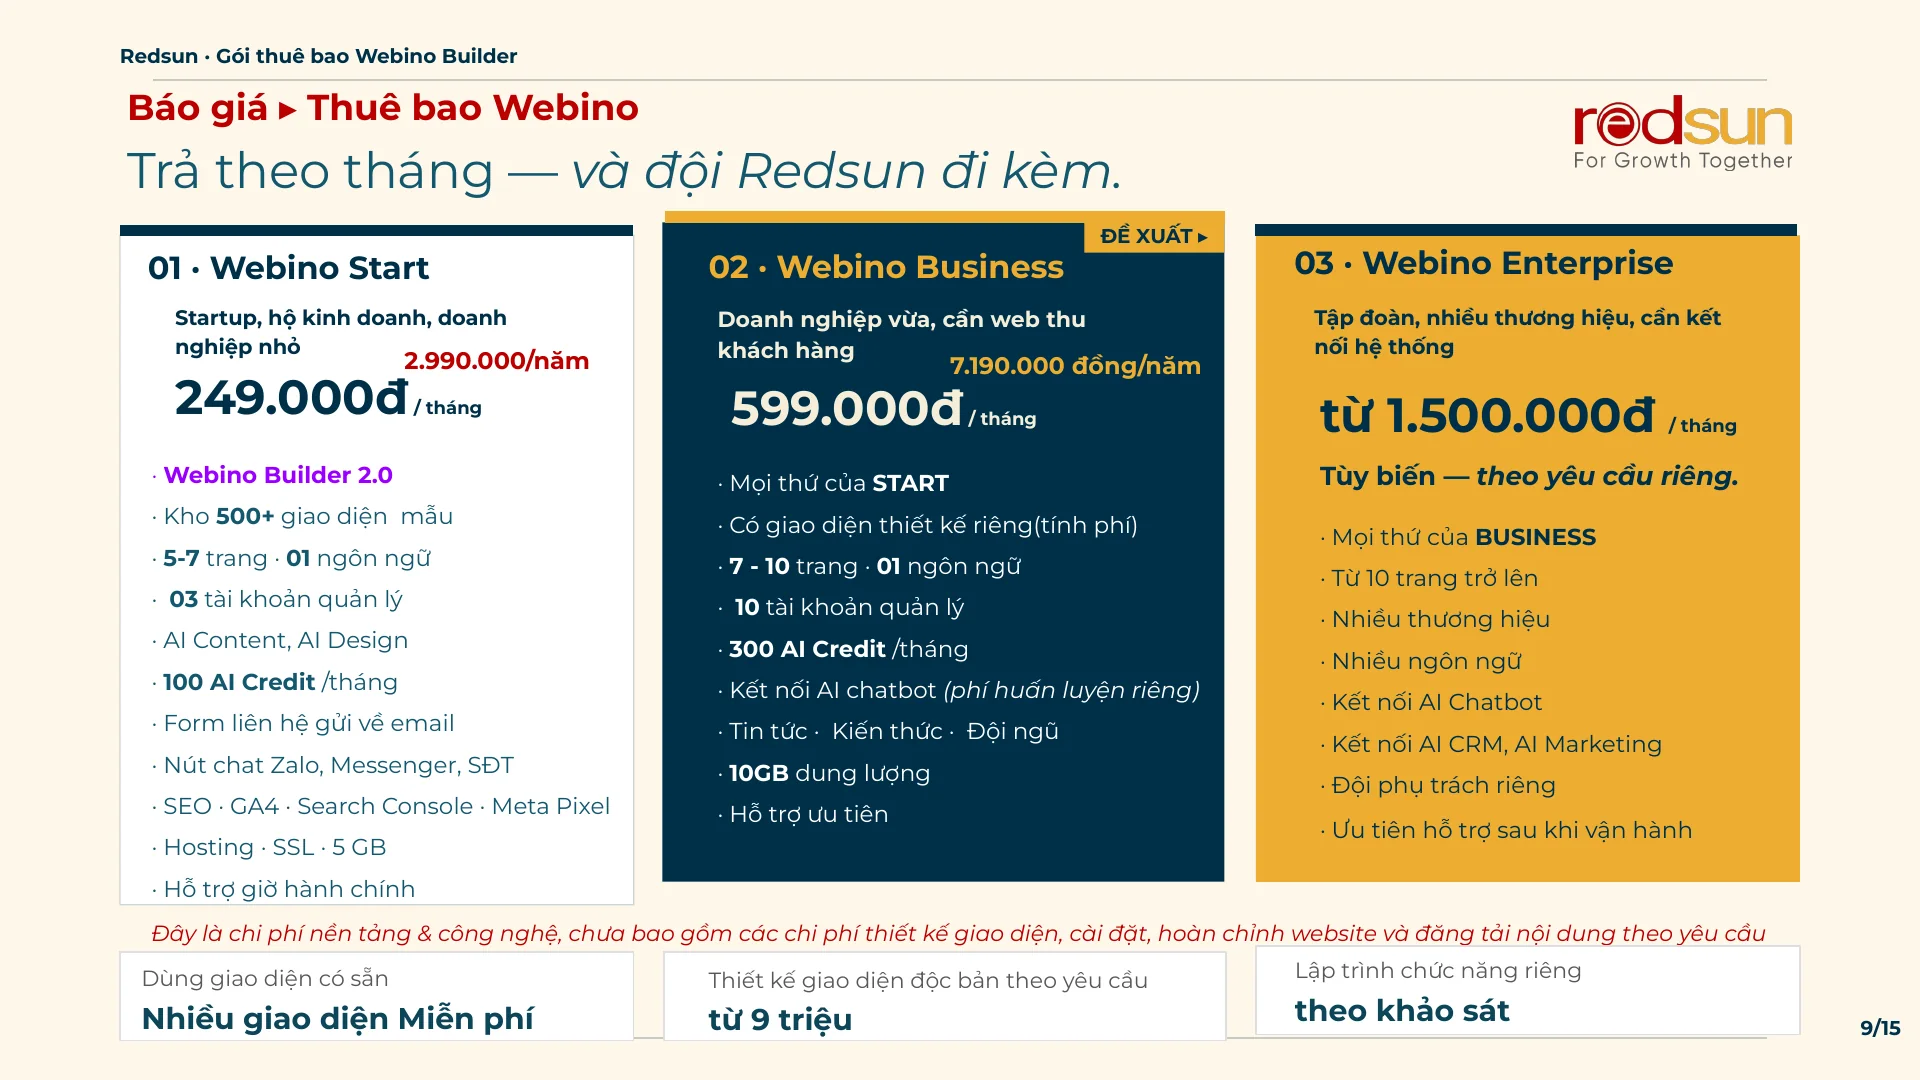 Redsun · Gói thuê bao Webino Builder
Báo giá ▸ Thuê bao Webino
Trả theo tháng — và đội Redsun đi kèm.
redsun
For Growth Together
01 · Webino Start
Startup, hộ kinh doanh, doanh
nghiệp nhỏ
2.990.000/năm
249.000đ / tháng
· Webino Builder 2.0
· Kho 500+ giao diện  mẫu
· 5-7 trang · 01 ngôn ngữ
·  03 tài khoản quản lý
· AI Content, AI Design
· 100 AI Credit /tháng
· Form liên hệ gửi về email
· Nút chat Zalo, Messenger, SĐT
· SEO · GA4 · Search Console · Meta Pixel
· Hosting · SSL · 5 GB
· Hỗ trợ giờ hành chính
ĐỀ XUẤT ▸
02 · Webino Business
Doanh nghiệp vừa, cần web thu
khách hàng
7.190.000 đồng/năm
599.000đ / tháng
· Mọi thứ của START
· Có giao diện thiết kế riêng(tính phí)
· 7 - 10 trang · 01 ngôn ngữ
·  10 tài khoản quản lý
· 300 AI Credit /tháng
· Kết nối AI chatbot (phí huấn luyện riêng)
· Tin tức ·  Kiến thức ·  Đội ngũ
· 10GB dung lượng
· Hỗ trợ ưu tiên
03 · Webino Enterprise
Tập đoàn, nhiều thương hiệu, cần kết
nối hệ thống
từ 1.500.000đ / tháng
Tùy biến — theo yêu cầu riêng.
· Mọi thứ của BUSINESS
· Từ 10 trang trở lên
· Nhiều thương hiệu
· Nhiều ngôn ngữ
· Kết nối AI Chatbot
· Kết nối AI CRM, AI Marketing
· Đội phụ trách riêng
· Ưu tiên hỗ trợ sau khi vận hành
Đây là chi phí nền tảng & công nghệ, chưa bao gồm các chi phí thiết kế giao diện, cài đặt, hoàn chỉnh website và đăng tải nội dung theo yêu cầu
Dùng giao diện có sẵn
Nhiều giao diện Miễn phí
Thiết kế giao diện độc bản theo yêu cầu
từ 9 triệu
Lập trình chức năng riêng
theo khảo sát
9/15